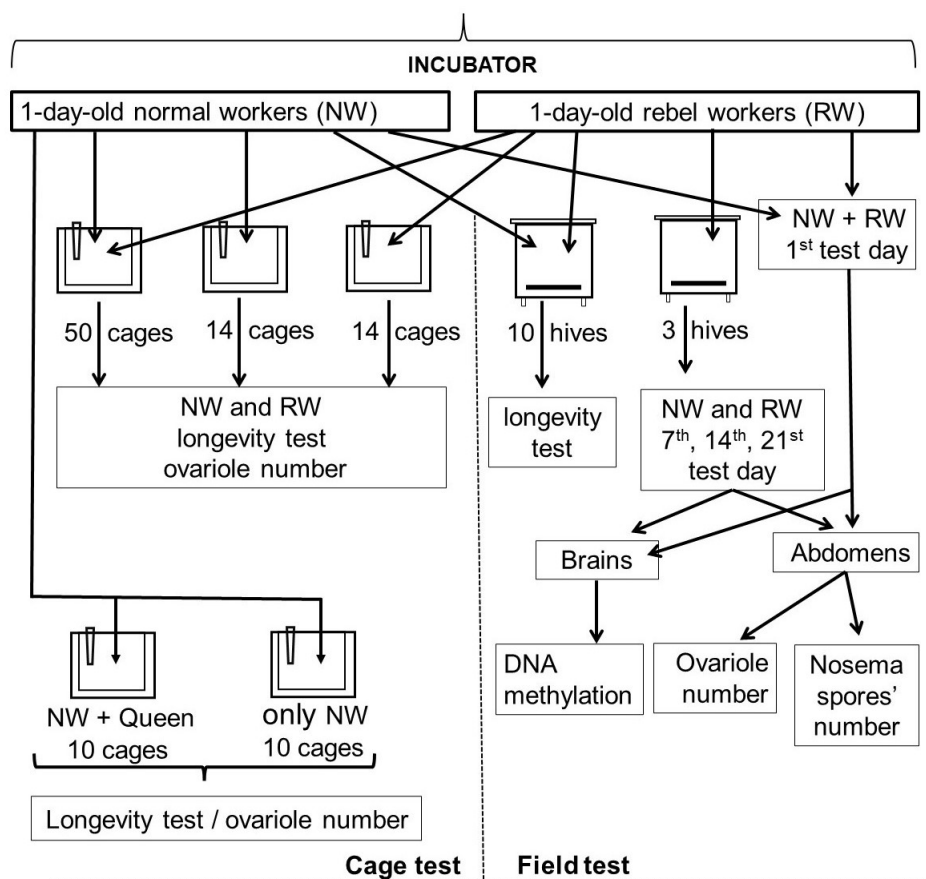 INCUBATOR
1-day-old normal workers (NW)
1-day-old rebel workers (RW)
NW + RW
1st test day
50 cages
14 cages
14 cages
10 hives
3 hives
NW and RW
longevity test
ovariole number
longevity
test
NW and RW
7th, 14th, 21st
test day
Brains
Abdomens
DNA
methylation
Ovariole
number
Nosema
spores’
number
NW + Queen
10 cages
only NW
10 cages
Longevity test / ovariole number
Cage test
Field test